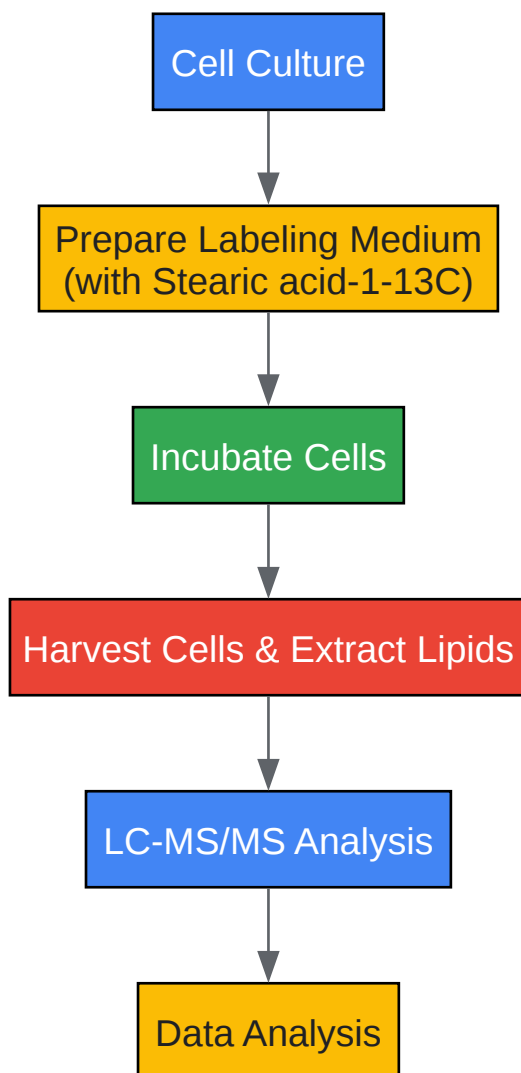 Cell Culture
Prepare Labeling Medium
(with Stearic acid-1-13C)
Incubate Cells
Harvest Cells & Extract Lipids
LC-MS/MS Analysis
Data Analysis